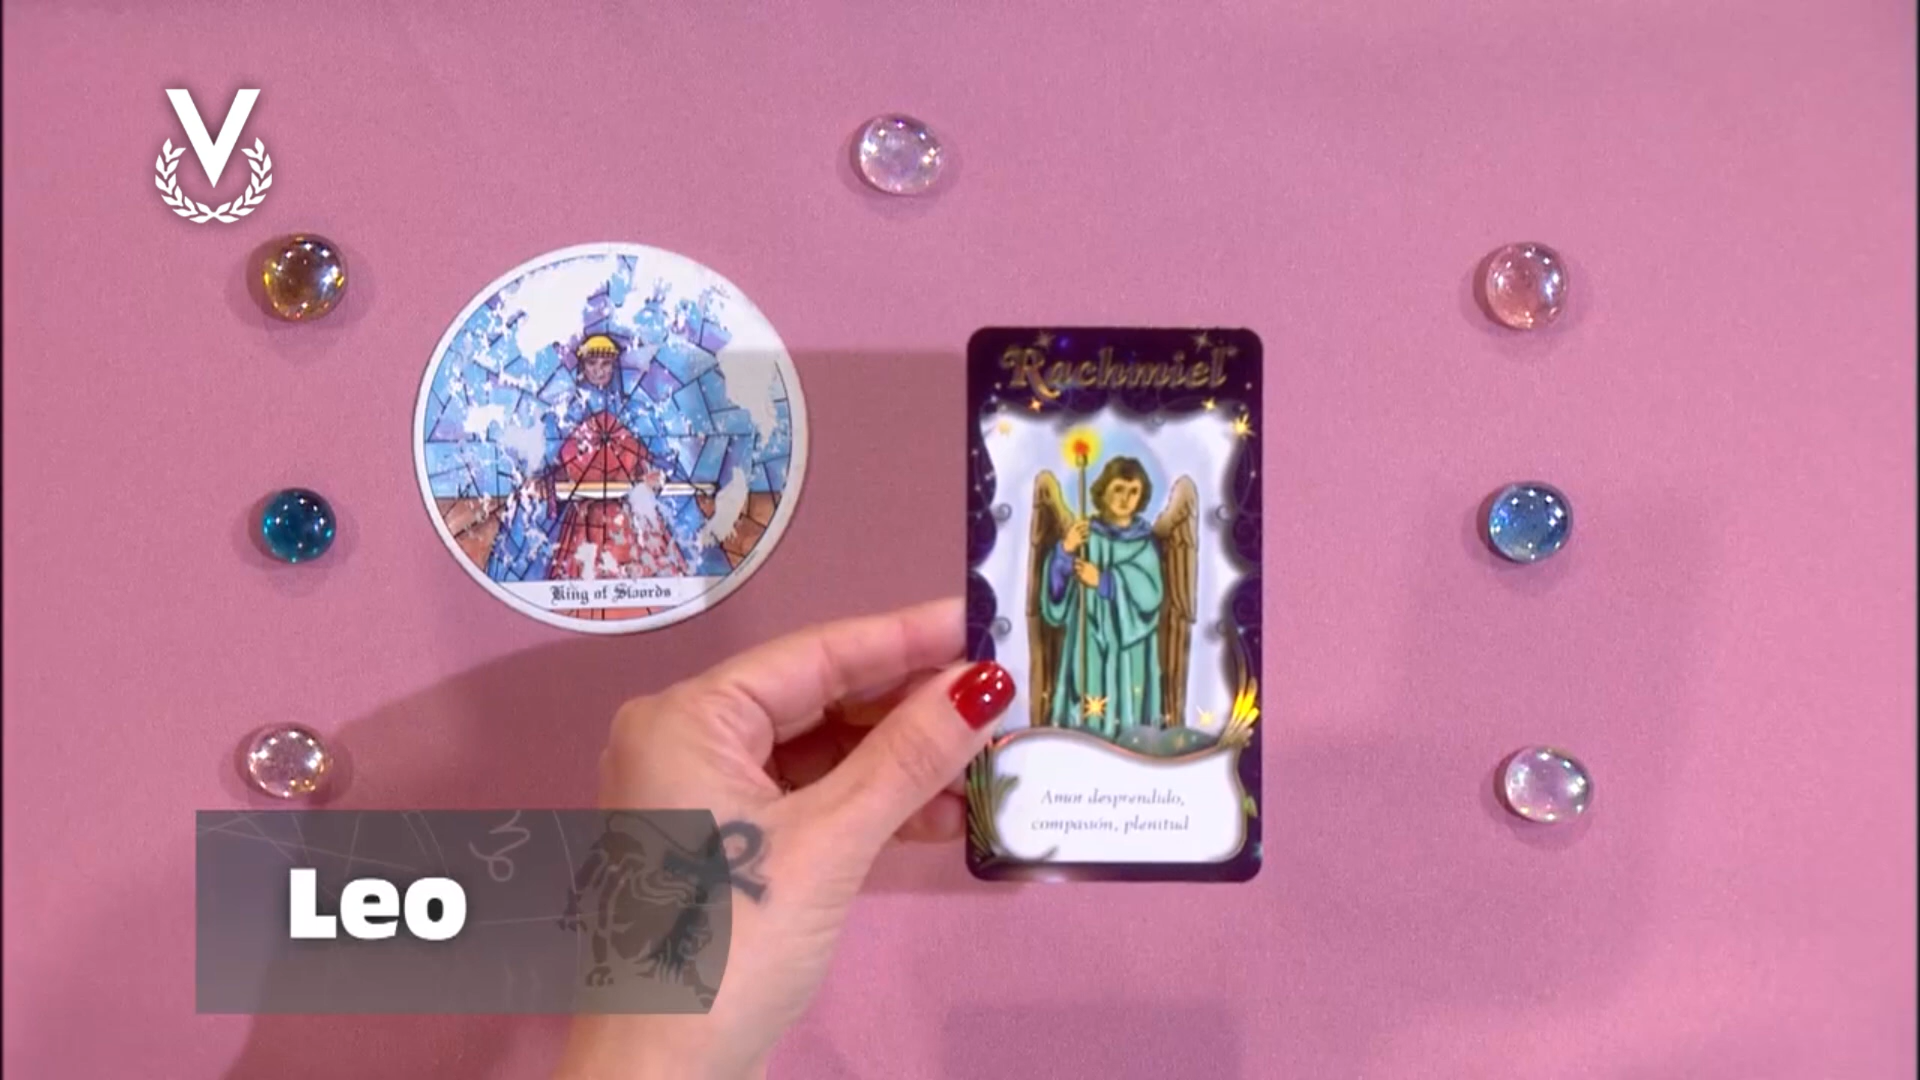 V
King of Swords
Rachmiel
Amor desprendido,
compasión, plenitud
Leo